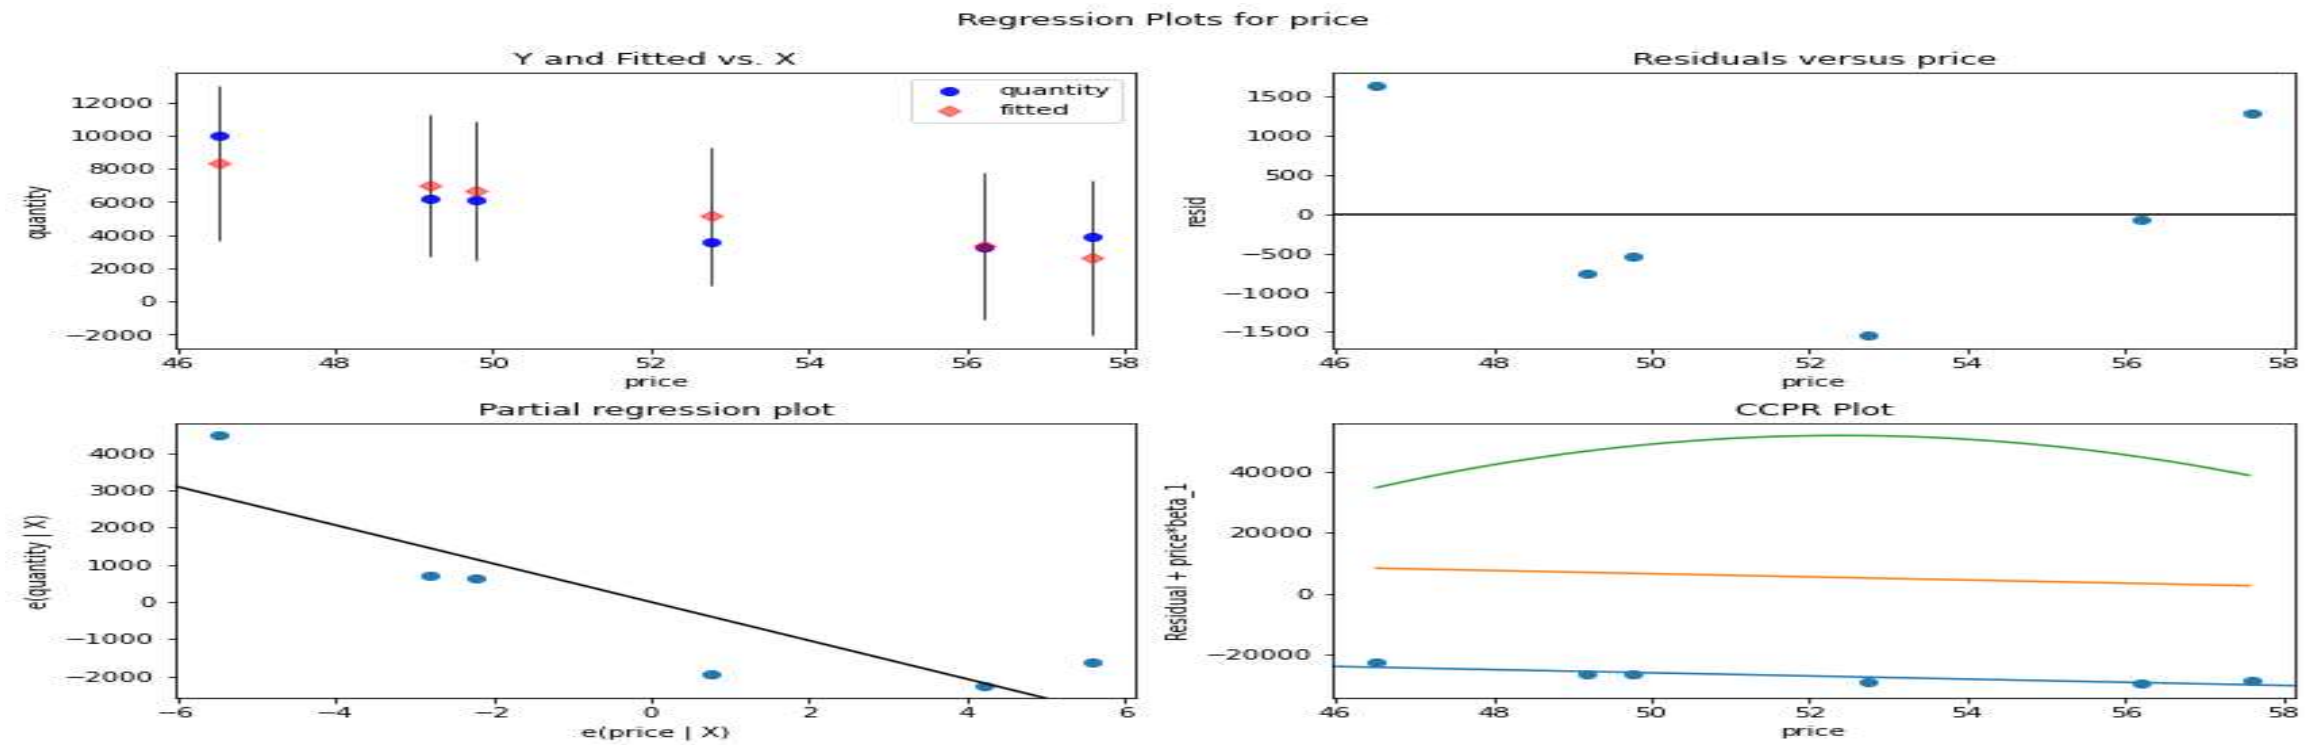 Regression Plots for price
Y and Fitted vs. X
quantity
fitted
12000
10000
8000
6000
4000
2000
0
−2000
quantity
46 48 50 52 54 56 58
price
Residuals versus price
1500
1000
500
0
−500
−1000
−1500
resid
46 48 50 52 54 56 58
price
Partial regression plot
4000
3000
2000
1000
0
−1000
−2000
e(quantity | X)
−6 −4 −2 0 2 4 6
e(price | X)
CCPR Plot
40000
20000
0
−20000
Residual + price*beta_1
46 48 50 52 54 56 58
price